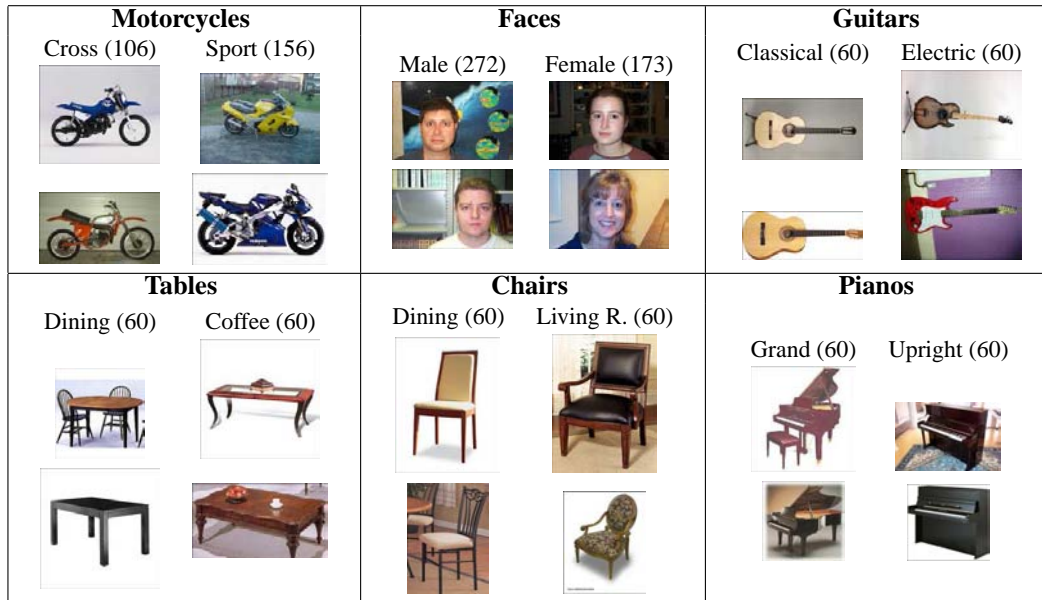 Motorcycles
Cross (106) Sport (156)
Faces
Male (272) Female (173)
Guitars
Classical (60) Electric (60)
Tables
Dining (60) Coffee (60)
Chairs
Dining (60) Living R. (60)
Pianos
Grand (60) Upright (60)
YAMAHA